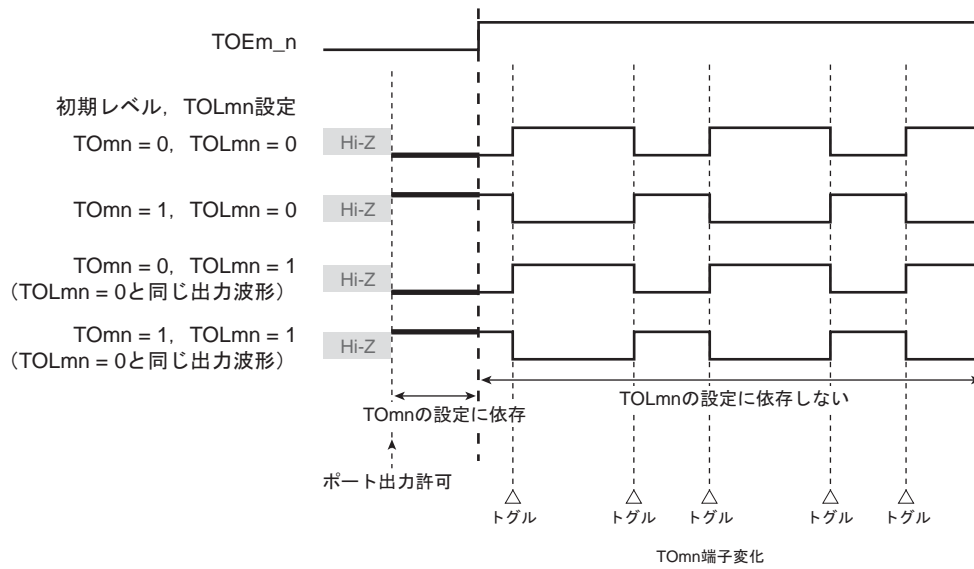 TOEm_n
初期レベル，TOLmn設定
TOmn = 0，TOLmn = 0
Hi-Z
TOmn = 1，TOLmn = 0
Hi-Z
TOmn = 0，TOLmn = 1
（TOLmn = 0と同じ出力波形）
Hi-Z
TOmn = 1，TOLmn = 1
（TOLmn = 0と同じ出力波形）
Hi-Z
TOmnの設定に依存
TOLmnの設定に依存しない
ポート出力許可
トグル
トグル
トグル
トグル
トグル
TOmn端子変化